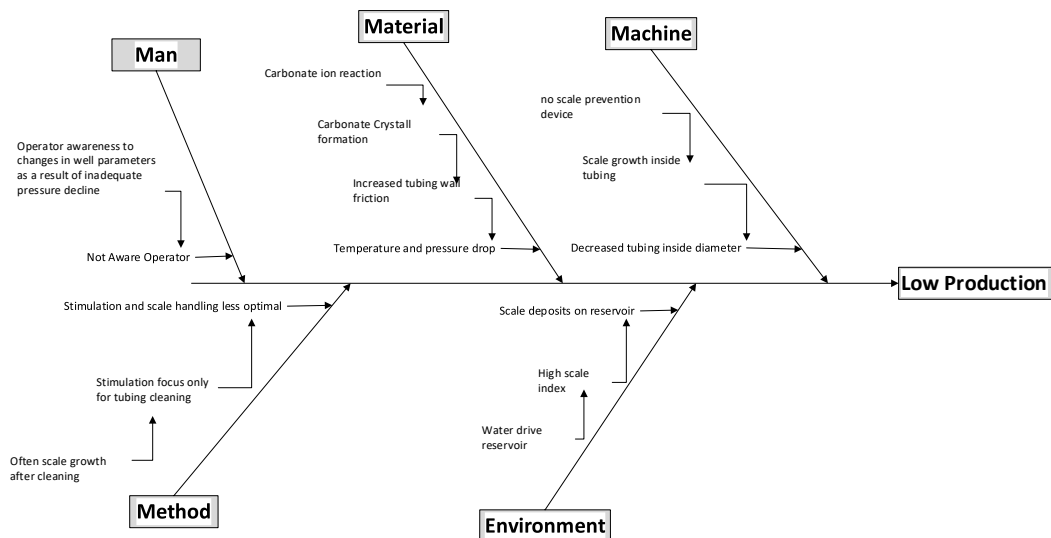 Material
Machine
Man
Carbonate ion reaction
no scale prevention
device
Carbonate Crystall
formation
Operator awareness to
changes in well parameters
as a result of inadequate
pressure decline
Scale growth inside
tubing
Increased tubing wall
friction
Not Aware Operator
Temperature and pressure drop
Decreased tubing inside diameter
Low Production
Stimulation and scale handling less optimal
Scale deposits on reservoir
Stimulation focus only
for tubing cleaning
High scale
index
Water drive
reservoir
Often scale growth
after cleaning
Method
Environment